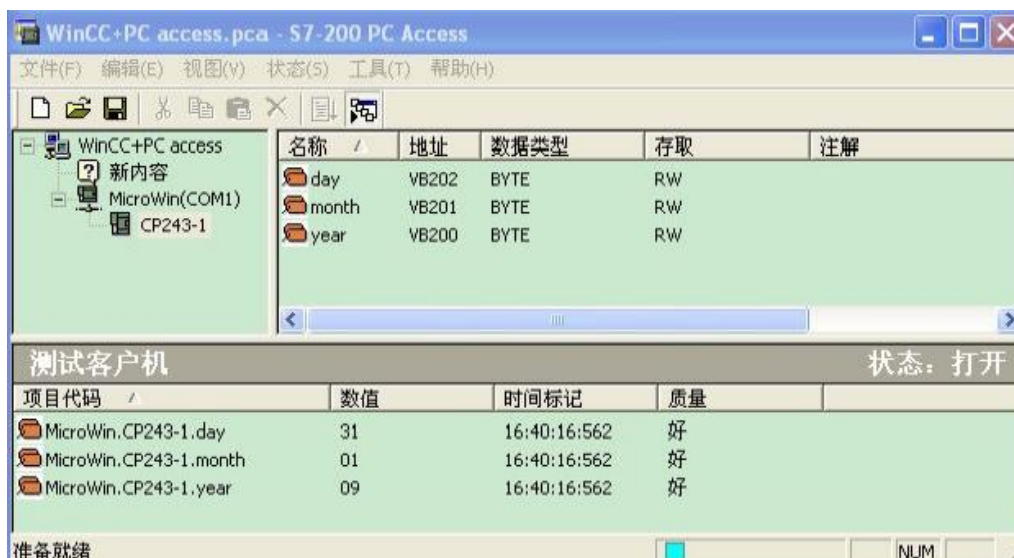 WinCC+PC access.pca - S7-200 PC Access
文件(F) 编辑(E) 视图(V) 状态(S) 工具(T) 帮助(H)
WinCC+PC access
新内容
MicroWin(COM1)
CP243-1
名称 地址 数据类型 存取 注解
day VB202 BYTE RW
month VB201 BYTE RW
year VB200 BYTE RW
测试客户机 状态：打开
项目代码 数值 时间标记 质量
MicroWin.CP243-1.day 31 16:40:16:562 好
MicroWin.CP243-1.month 01 16:40:16:562 好
MicroWin.CP243-1.year 09 16:40:16:562 好
准备就绪 NUM